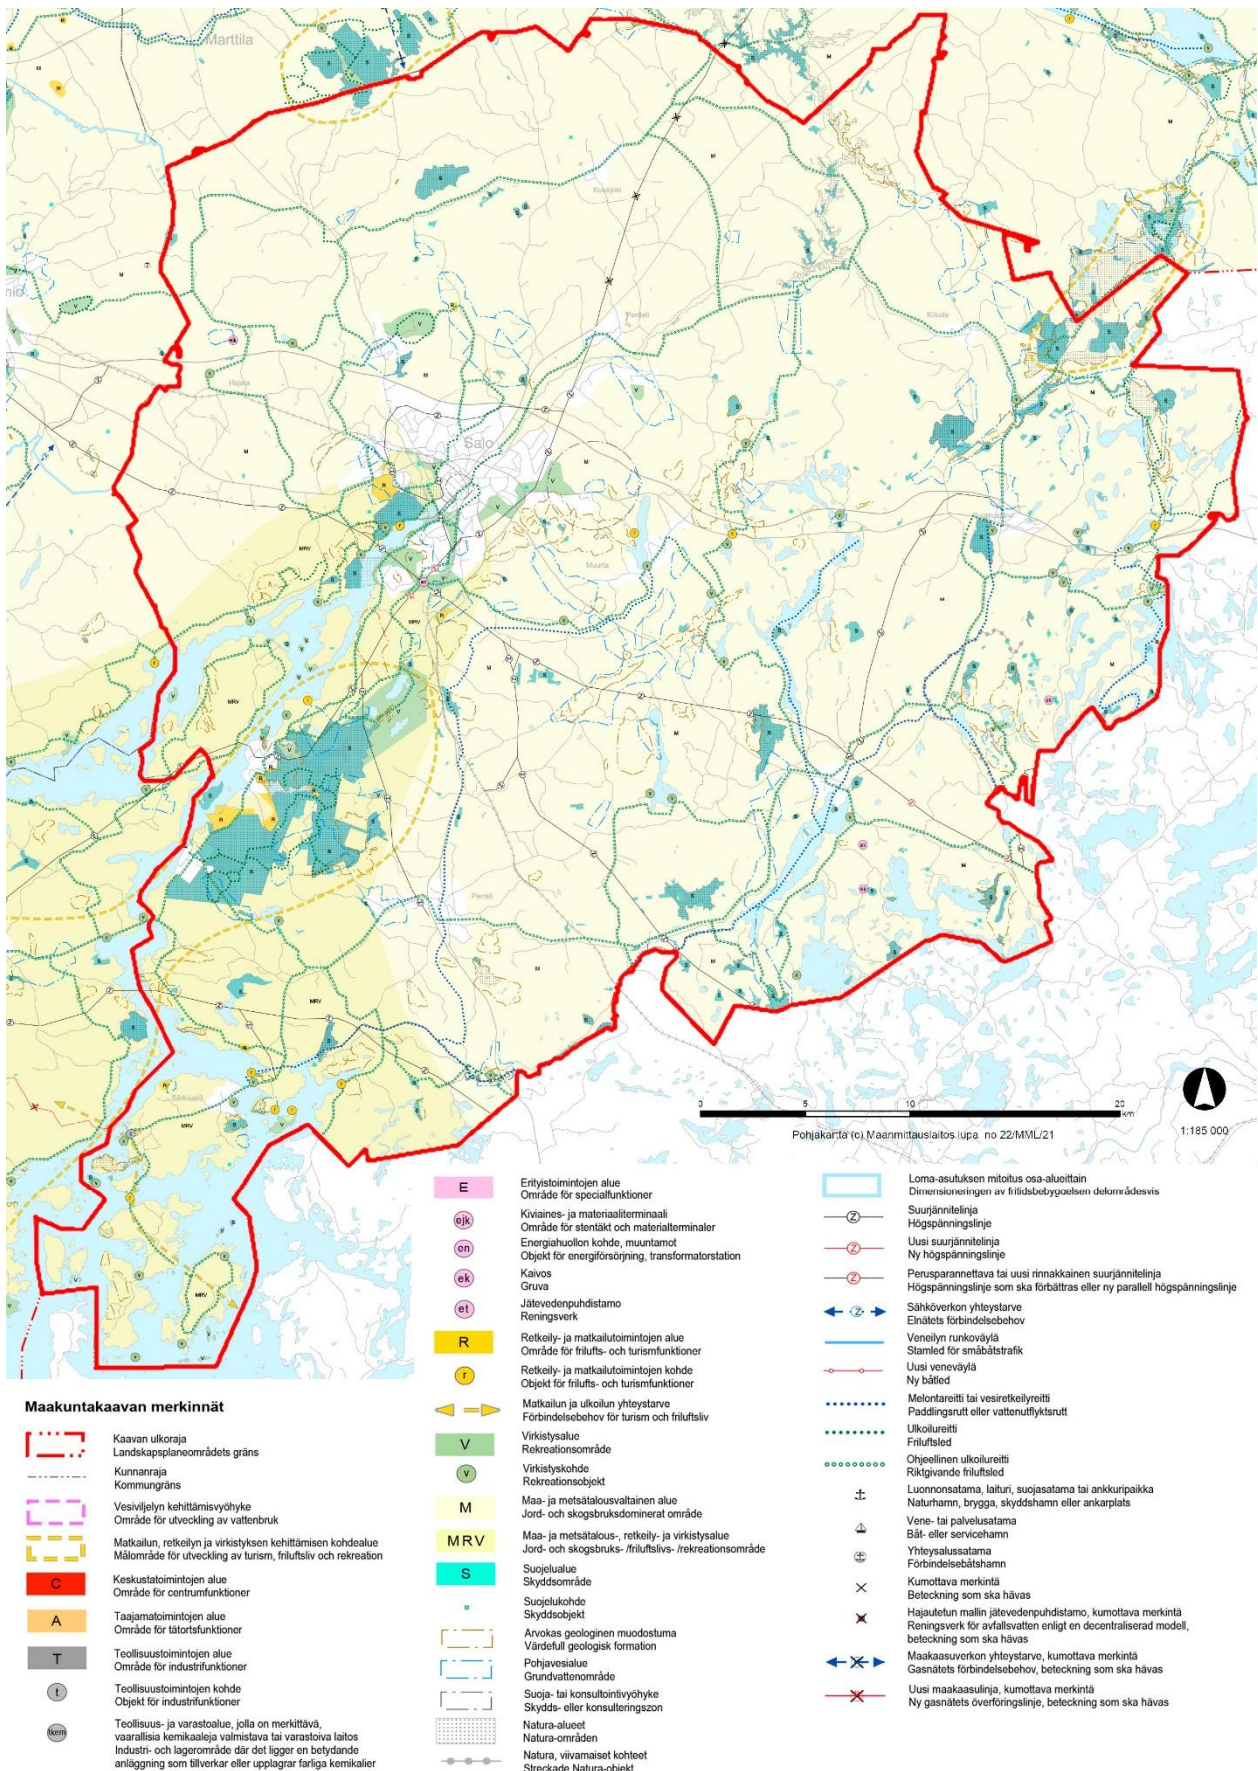 Marttila
Kuusjoki
Pertteli
Kiikala
Hajala
Salo
Muurla
Perniö
Särkisalo
0 5 10 20
km
Pohjakartta (c) Maanmittauslaitos lupa no 22/MML/21
1:185 000
Maakuntakaavan merkinnät
Kaavan ulkoraja
Landskapsplaneområdets gräns
Kunnanraja
Kommungräns
Vesiviljelyn kehittämisvyöhyke
Område för utveckling av vattenbruk
Matkailun, retkeilyn ja virkistyksen kehittämisen kohdealue
Målområde för utveckling av turism, friluftsliv och rekreation
C
Keskustatoimintojen alue
Område för centrumfunktioner
A
Taajamatoimintojen alue
Område för tätortsfunktioner
T
Teollisuustoimintojen alue
Område för industrifunktioner
t
Teollisuustoimintojen kohde
Objekt för industrifunktioner
tkem
Teollisuus- ja varastoalue, jolla on merkittävä,
vaarallisia kemikaaleja valmistava tai varastoiva laitos
Industri- och lagerområde där det ligger en betydande
anläggning som tillverkar eller upplagrar farliga kemikalier
E
Erityistoimintojen alue
Område för specialfunktioner
ejk
Kiviaines- ja materiaaliterminaali
Område för stentäkt och materialterminaler
en
Energiahuollon kohde, muuntamot
Objekt för energiförsörjning, transformatorstation
ek
Kaivos
Gruva
et
Jätevedenpuhdistamo
Reningsverk
R
Retkeily- ja matkailutoimintojen alue
Område för frilufts- och turismfunktioner
r
Retkeily- ja matkailutoimintojen kohde
Objekt för frilufts- och turismfunktioner
Matkailun ja ulkoilun yhteystarve
Förbindelsebehov för turism och friluftsliv
V
Virkistysalue
Rekreationsområde
v
Virkistyskohde
Rekreationsobjekt
M
Maa- ja metsätalousvaltainen alue
Jord- och skogsbruksdominerat område
MRV
Maa- ja metsätalous-, retkeily- ja virkistysalue
Jord- och skogsbruks- /friluftslivs- /rekreationsområde
S
Suojelualue
Skyddsområde
Suojelukohde
Skyddsobjekt
Arvokas geologinen muodostuma
Värdefull geologisk formation
Pohjavesialue
Grundvattenområde
Suoja- tai konsultointivyöhyke
Skydds- eller konsulteringszon
Natura-alueet
Natura-områden
Natura, viivamaiset kohteet
Streckade Natura-objekt
Loma-asutuksen mitoitus osa-alueittain
Dimensioneringen av fritidsbebyggelsen delområdesvis
Z
Suurjännitelinja
Högspänningslinje
Z
Uusi suurjännitelinja
Ny högspänningslinje
Z
Perusparannettava tai uusi rinnakkainen suurjännitelinja
Högspänningslinje som ska förbättras eller ny parallell högspänningslinje
Z
Sähköverkon yhteystarve
Elnätets förbindelsebehov
Veneilyn runkoväylä
Stamled för småbåtstrafik
Uusi veneväylä
Ny båtled
Melontareitti tai vesiretkeilyreitti
Paddlingsrutt eller vattenutflyktsrutt
Ulkoilureitti
Friluftsled
Ohjeellinen ulkoilureitti
Riktgivande friluftsled
Luonnonsatama, laituri, suojasatama tai ankkuripaikka
Naturhamn, brygga, skyddshamn eller ankarplats
Vene- tai palvelusatama
Båt- eller servicehamn
Yhteysalussatama
Förbindelsebåtshamn
Kumottava merkintä
Beteckning som ska hävas
Hajautetun mallin jätevedenpuhdistamo, kumottava merkintä
Reningsverk för avfallsvatten enligt en decentraliserad modell,
beteckning som ska hävas
Maakaasuverkon yhteystarve, kumottava merkintä
Gasnätets förbindelsebehov, beteckning som ska hävas
Uusi maakaasulinja, kumottava merkintä
Ny gasnätets överföringslinje, beteckning som ska hävas